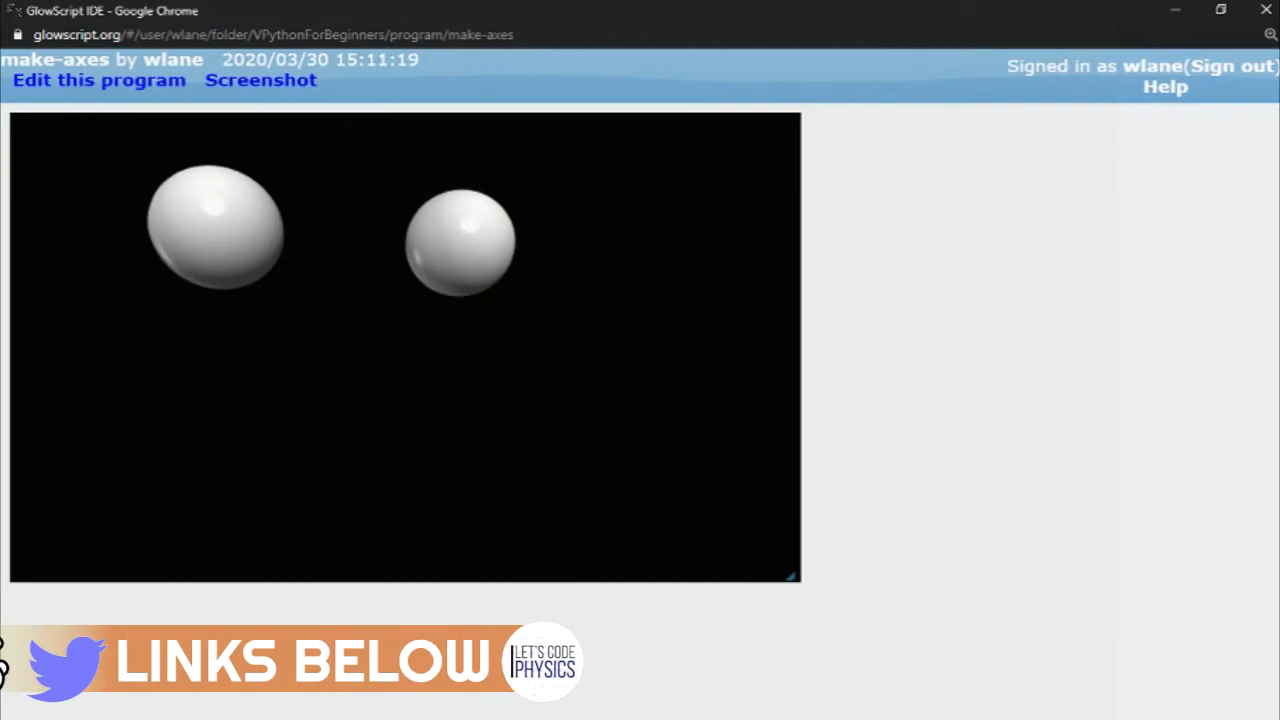 GlowScript IDE - Google Chrome
glowscript.org/#/user/wlane/folder/VPythonForBeginners/program/make-axes
make-axes by wlane 2020/03/30 15:11:19
Signed in as wlane(Sign out)
Edit this program Screenshot
Help
LINKS BELOW
LET'S CODE
PHYSICS